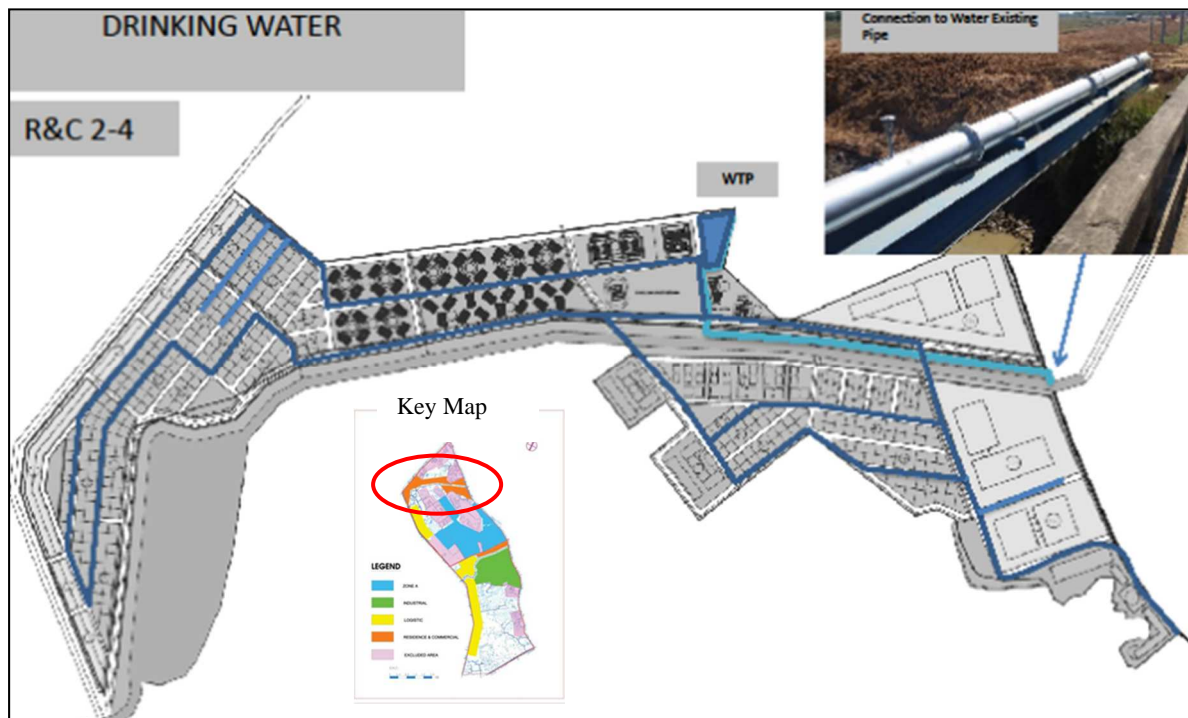 DRINKING WATER
Connection to Water Existing
Pipe
R&C 2-4
WTP
Key Map
LEGEND
ZONE A
INDUSTRIAL
LOGISTIC
RESIDENCE & COMMERCIAL
EXCLUDED AREA